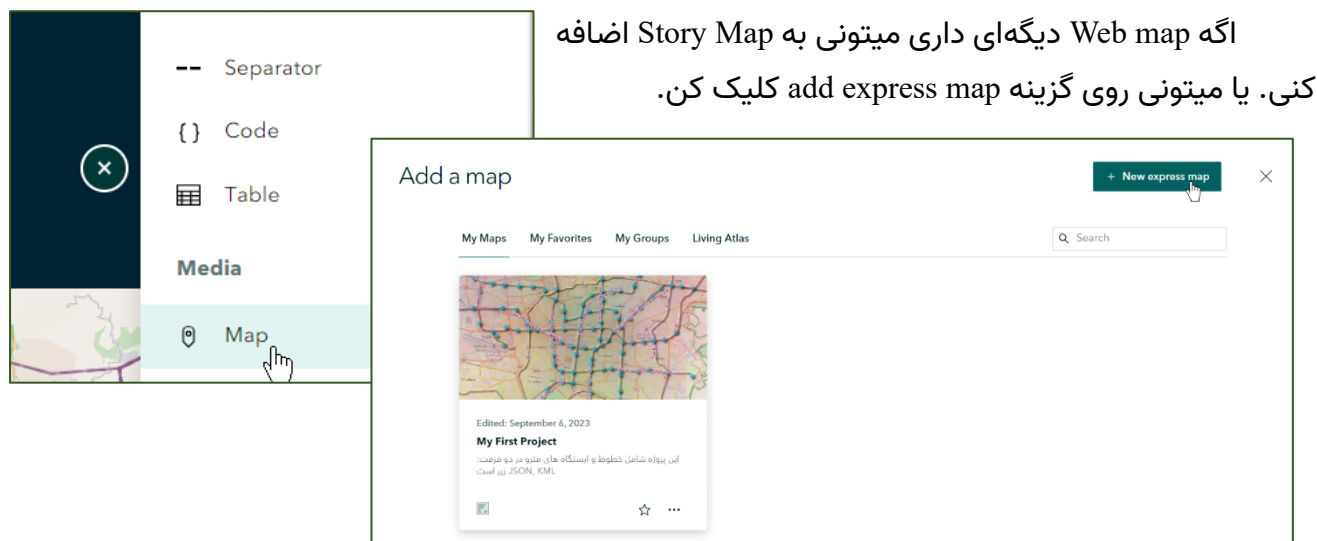 اگه Web map دیگه‌ای داری میتونی به Story Map اضافه
کنی. یا میتونی روی گزینه add express map کلیک کن.
-- Separator
{} Code
Table
Media
Map
Add a map
+ New express map
My Maps My Favorites My Groups Living Atlas
Search
Edited: September 6, 2023
My First Project
این پروژه شامل خطوط و ایستگاه های مترو در دو فرمت:
JSON, KML زیر است